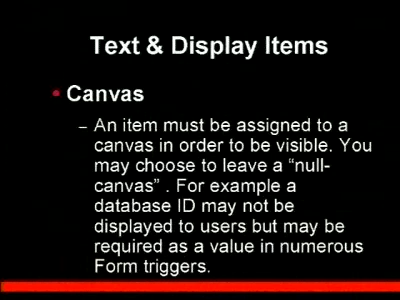 Text & Display Items
• Canvas
– An item must be assigned to a
canvas in order to be visible. You
may choose to leave a “null-
canvas” . For example a
database ID may not be
displayed to users but may be
required as a value in numerous
Form triggers.